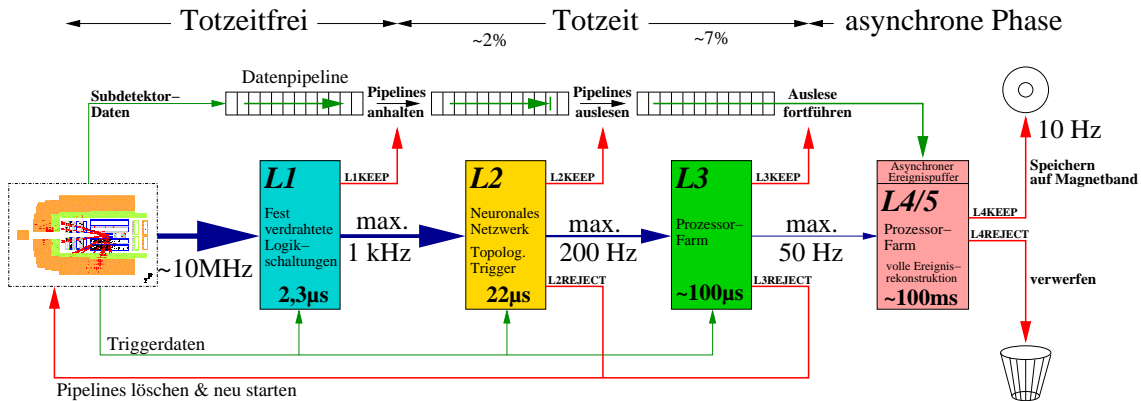 Totzeitfrei
Totzeit
asynchrone Phase
~2%
~7%
Datenpipeline
Subdetektor–
Daten
Pipelines
anhalten
Pipelines
auslesen
Auslese
fortführen
10 Hz
Speichern
auf Magnetband
L1
L1KEEP
Fest
verdrahtete
Logik–
schaltungen
2,3µs
L2
L2KEEP
Neuronales
Netzwerk
Topolog.
Trigger
22µs
L2REJECT
L3
L3KEEP
Prozessor–
Farm
~100µs
L3REJECT
Asynchroner
Ereignispuffer
L4/5
L4KEEP
L4REJECT
Prozessor–
Farm
volle Ereignis–
rekonstruktion
~100ms
~10MHz
max.
1 kHz
max.
200 Hz
max.
50 Hz
verwerfen
Triggerdaten
Pipelines löschen & neu starten